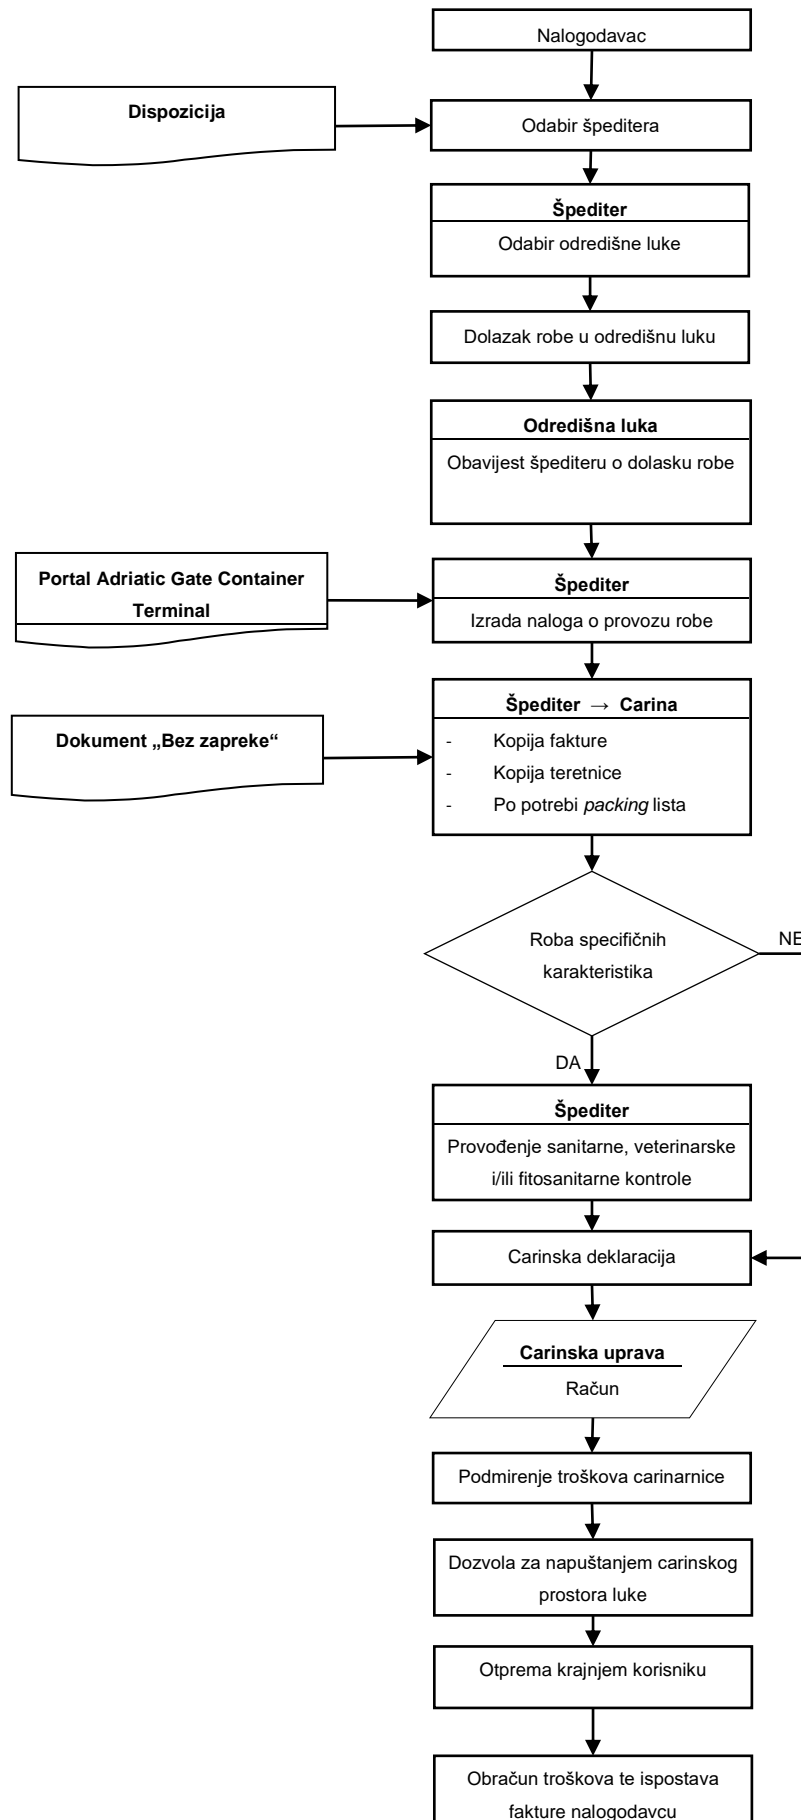 Nalogodavac
Dispozicija
Odabir špeditera
Špediter
Odabir odredišne luke
Dolazak robe u odredišnu luku
Odredišna luka
Obavijest špediteru o dolasku robe
Portal Adriatic Gate Container
Terminal
Špediter
Izrada naloga o provozu robe
Dokument „Bez zapreke“
Špediter → Carina
- Kopija fakture
- Kopija teretnice
- Po potrebi packing lista
Roba specifičnih
karakteristika
NE
DA
Špediter
Provođenje sanitarne, veterinarske
i/ili fitosanitarne kontrole
Carinska deklaracija
Carinska uprava
Račun
Podmirenje troškova carinarnice
Dozvola za napuštanjem carinskog
prostora luke
Otprema krajnjem korisniku
Obračun troškova te ispostava
fakture nalogodavcu